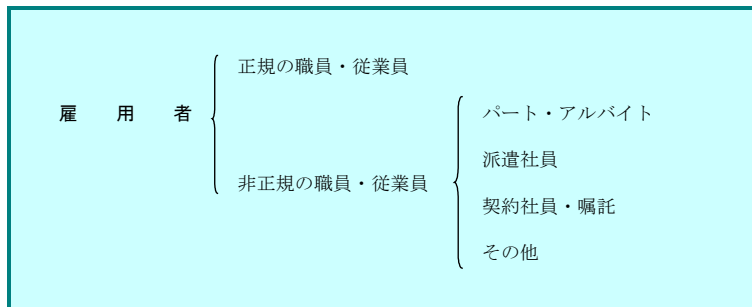 正規の職員・従業員
雇用者
パート・アルバイト
派遣社員
非正規の職員・従業員
契約社員・嘱託
その他